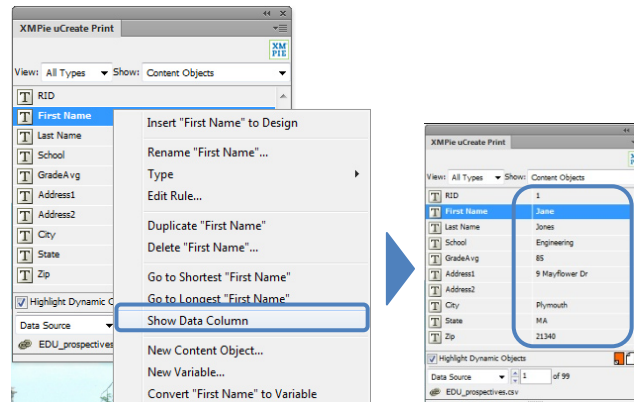 XMPie uCreate Print
XM
PIE
View: All Types Show: Content Objects
T RID
T First Name
T Last Name
T School
T GradeAvg
T Address1
T Address2
T City
T State
T Zip
Highlight Dynamic C
Data Source
EDU_prospectives
Insert "First Name" to Design
Rename "First Name"...
Type
Edit Rule...
Duplicate "First Name"
Delete "First Name"...
Go to Shortest "First Name"
Go to Longest "First Name"
Show Data Column
New Content Object...
New Variable...
Convert "First Name" to Variable
XMPie uCreate Print
View: All Types Show: Content Objects
T RID 1
T First Name Jane
T Last Name Jones
T School Engineering
T GradeAvg 85
T Address1 9 Mayflower Dr
T Address2
T City Plymouth
T State MA
T Zip 21340
Highlight Dynamic Objects
Data Source 1 of 99
EDU_prospectives.csv